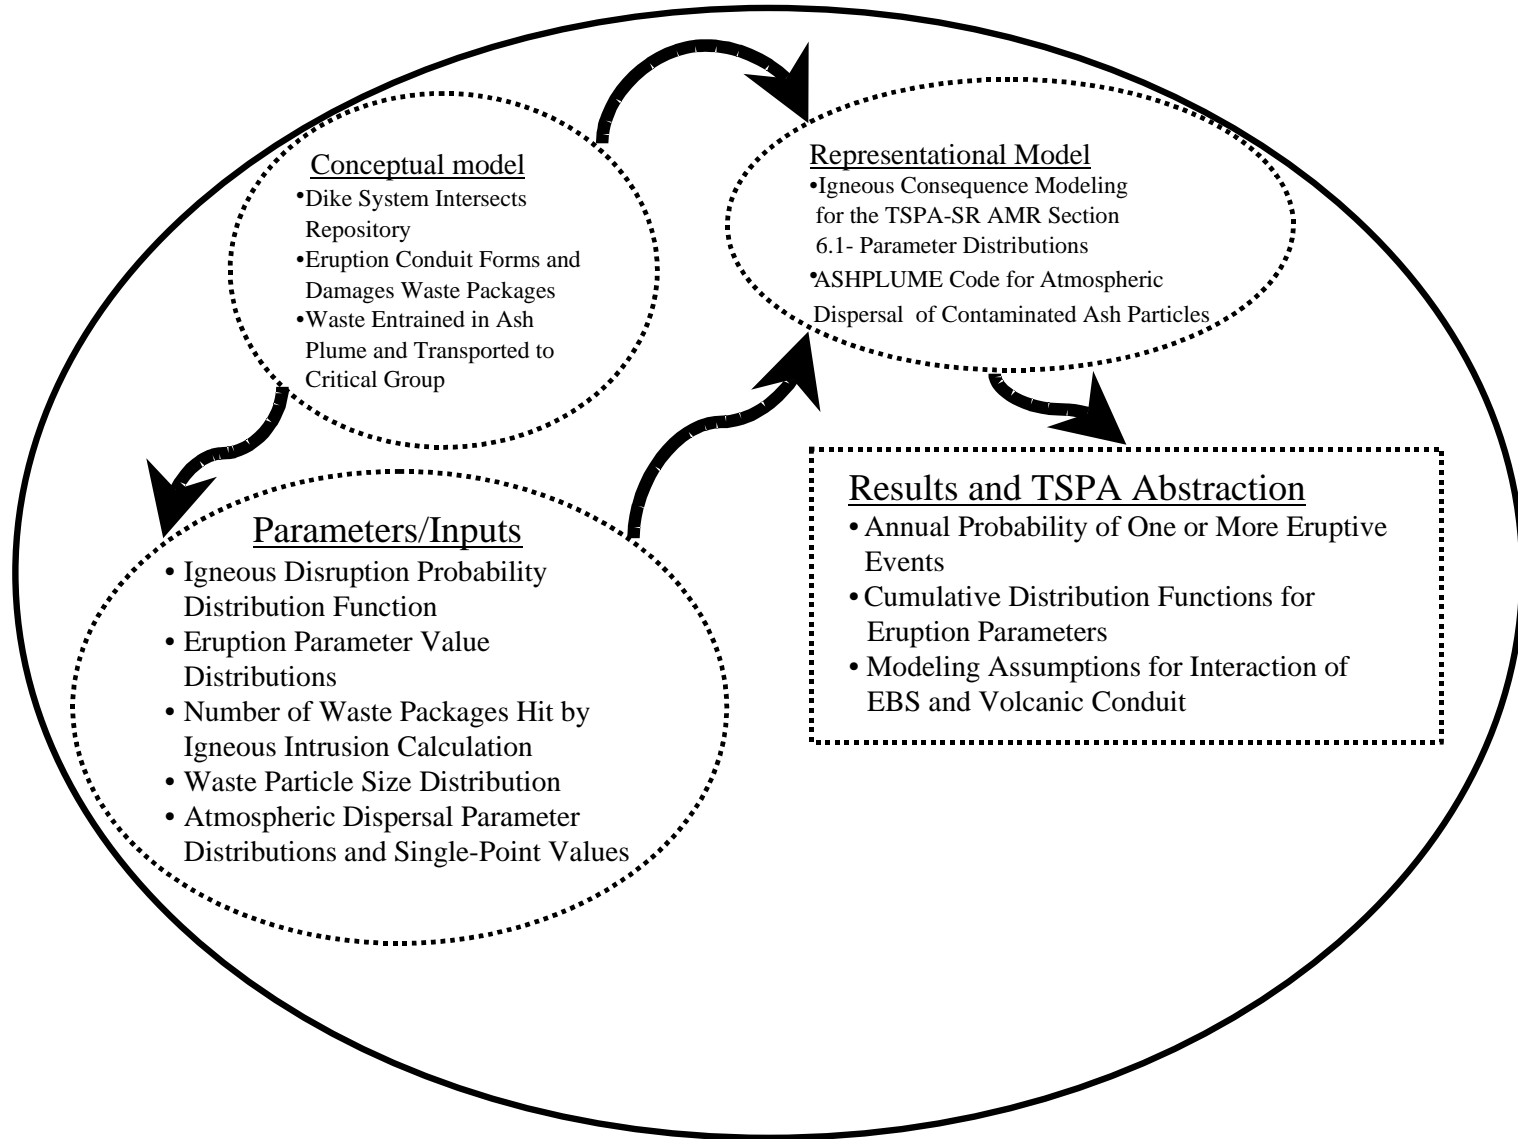 Conceptual model
•Dike System Intersects
Repository
•Eruption Conduit Forms and
Damages Waste Packages
•Waste Entrained in Ash
Plume and Transported to
Critical Group
Representational Model
•Igneous Consequence Modeling
for the TSPA-SR AMR Section
6.1- Parameter Distributions
•ASHPLUME Code for Atmospheric
Dispersal of Contaminated Ash Particles
Parameters/Inputs
• Igneous Disruption Probability
Distribution Function
• Eruption Parameter Value
Distributions
• Number of Waste Packages Hit by
Igneous Intrusion Calculation
• Waste Particle Size Distribution
• Atmospheric Dispersal Parameter
Distributions and Single-Point Values
Results and TSPA Abstraction
• Annual Probability of One or More Eruptive
Events
• Cumulative Distribution Functions for
Eruption Parameters
• Modeling Assumptions for Interaction of
EBS and Volcanic Conduit